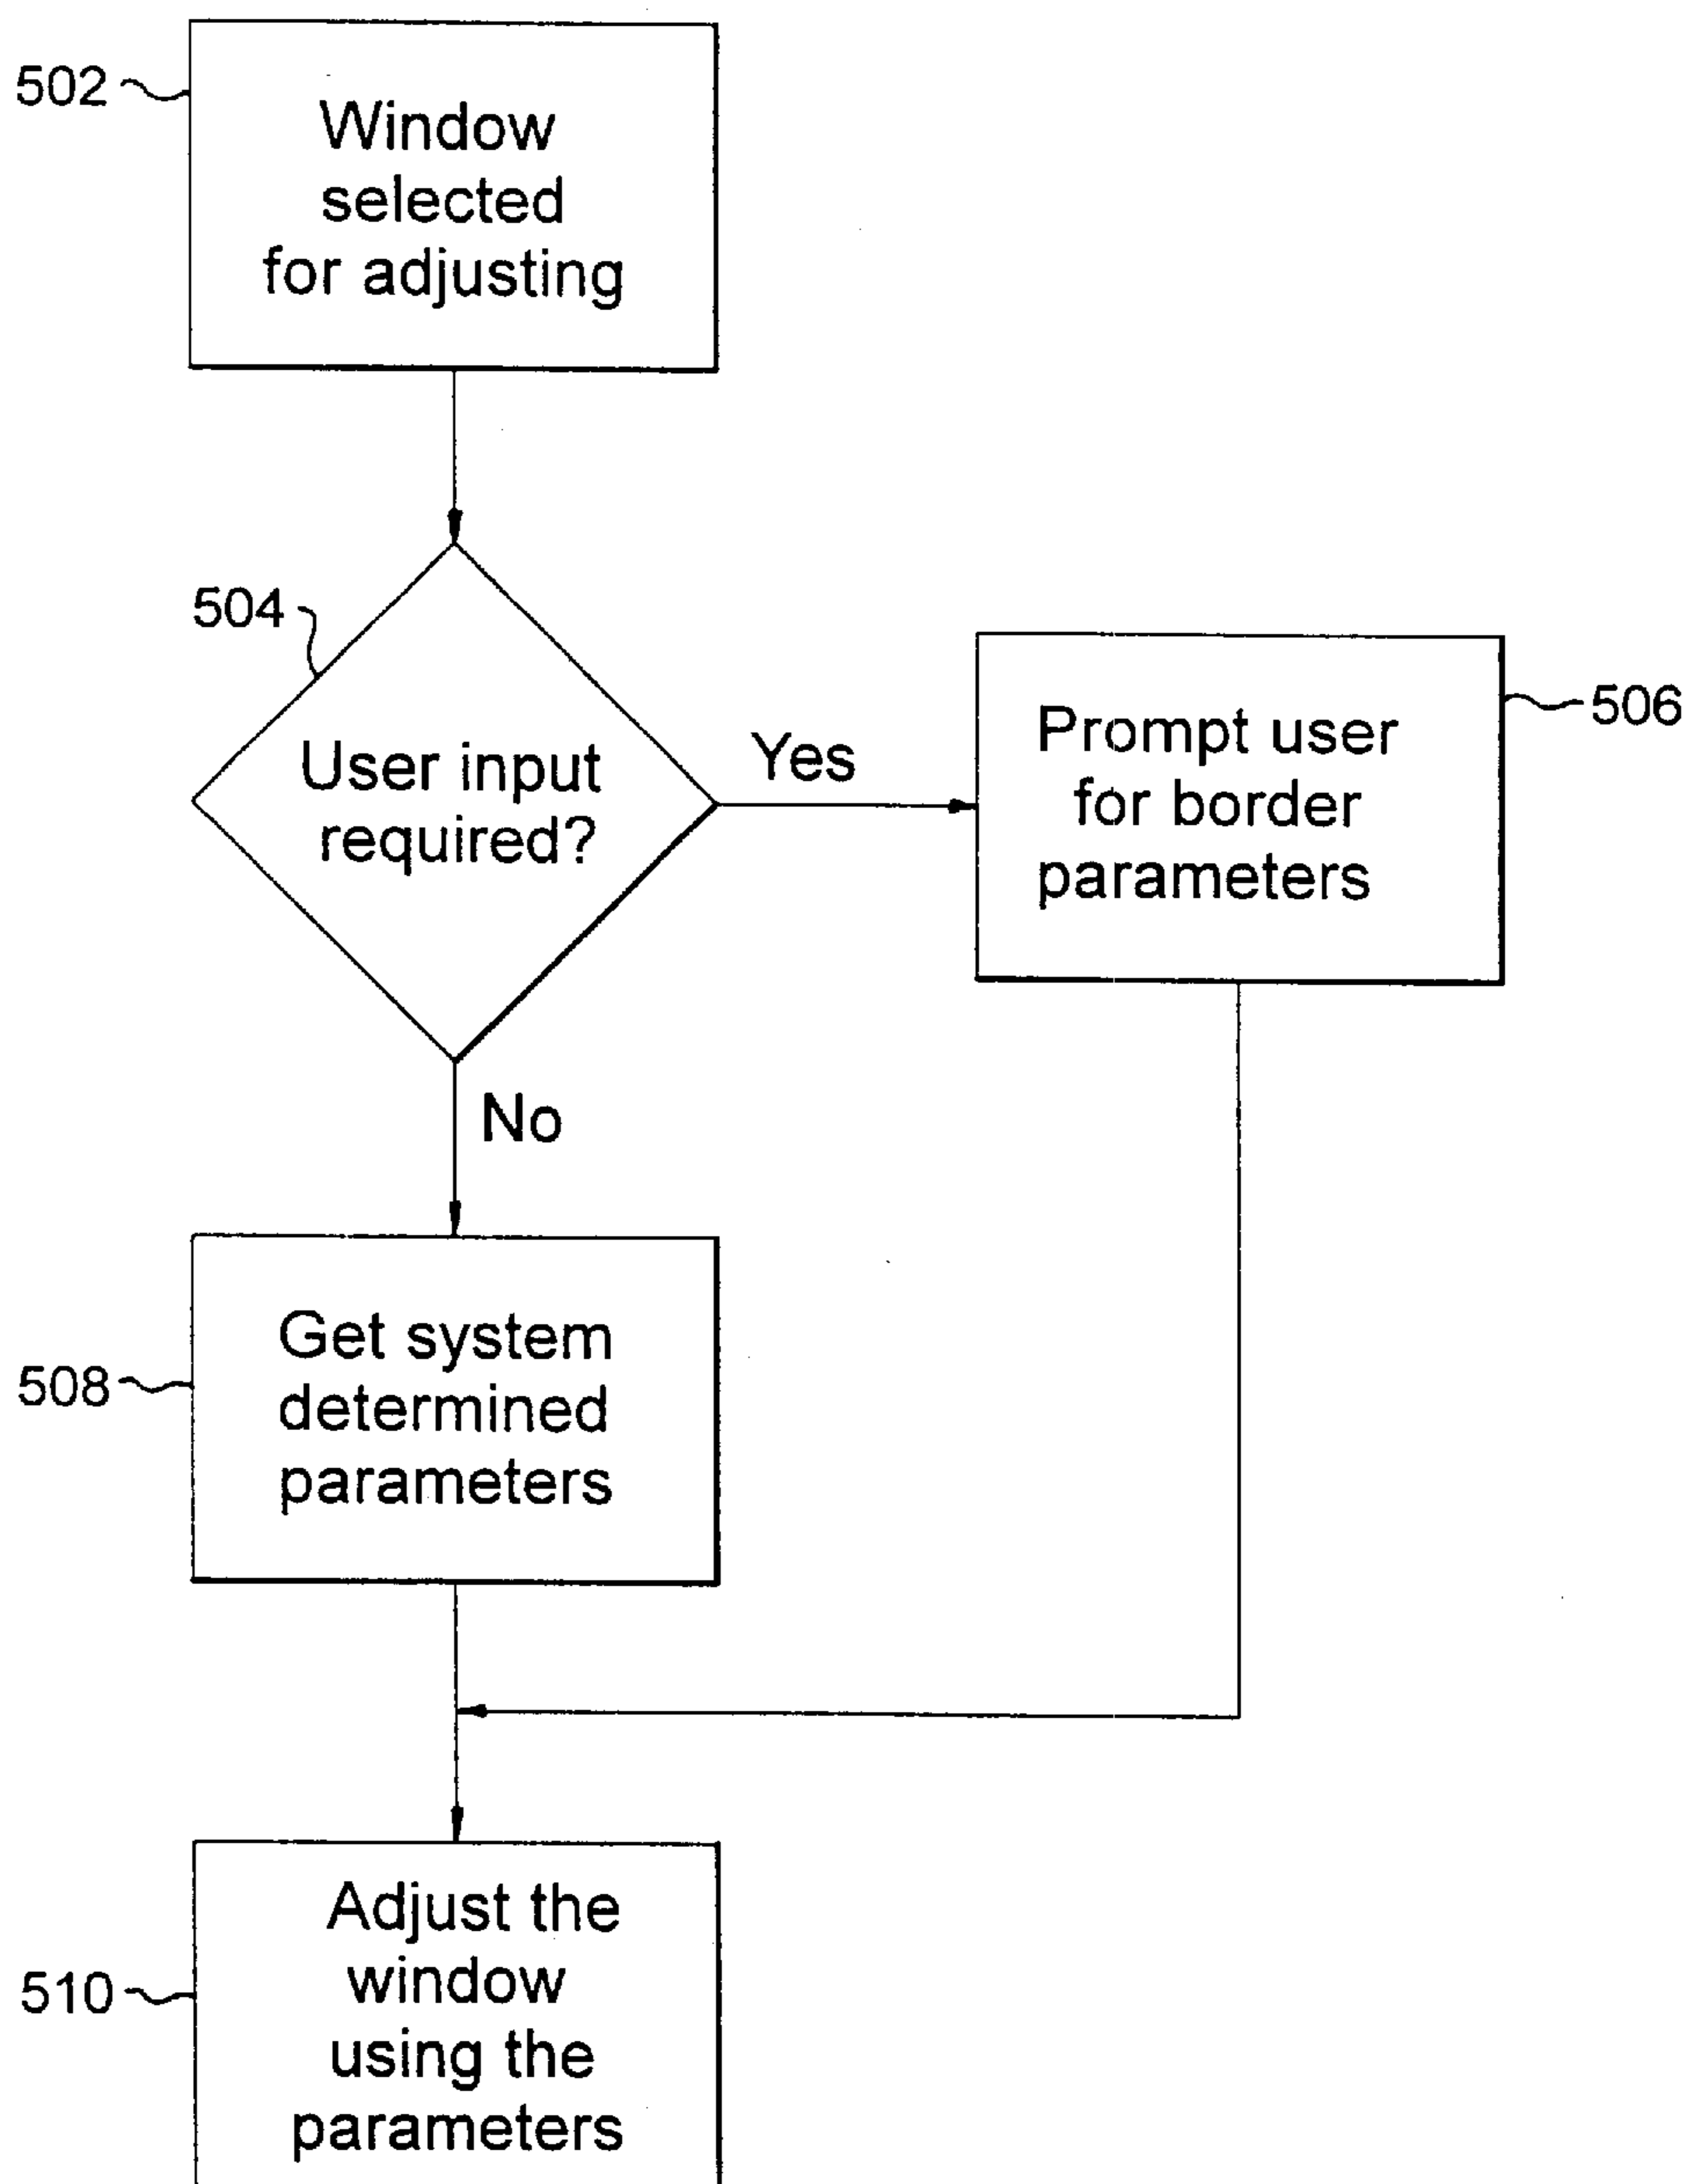 502
Window
selected
for adjusting
504
User input
required?
Yes
Prompt user
for border
parameters
506
No
508
Get system
determined
parameters
510
Adjust the
window
using the
parameters